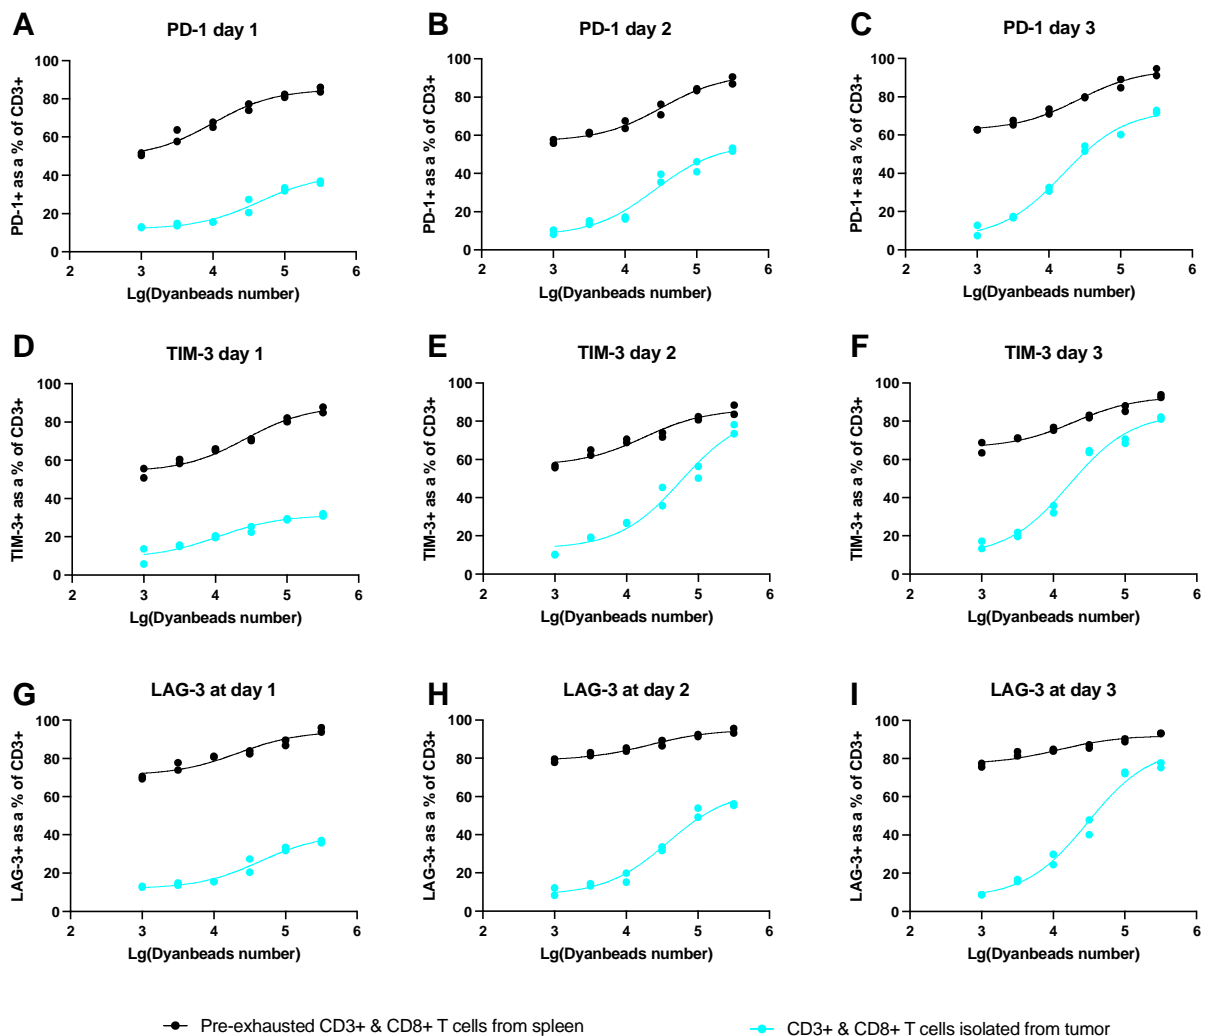 A
PD-1 day 1
PD-1+ as a % of CD3+
100
80
60
40
20
0
2 3 4 5 6
Lg(Dyanbeads number)
B
PD-1 day 2
PD-1+ as a % of CD3+
100
80
60
40
20
0
2 3 4 5 6
Lg(Dyanbeads number)
C
PD-1 day 3
PD-1+ as a % of CD3+
100
80
60
40
20
0
2 3 4 5 6
Lg(Dyanbeads number)
D
TIM-3 day 1
TIM-3+ as a % of CD3+
100
80
60
40
20
0
2 3 4 5 6
Lg(Dyanbeads number)
E
TIM-3 day 2
TIM-3+ as a % of CD3+
100
80
60
40
20
0
2 3 4 5 6
Lg(Dyanbeads number)
F
TIM-3 day 3
TIM-3+ as a % of CD3+
100
80
60
40
20
0
2 3 4 5 6
Lg(Dyanbeads number)
G
LAG-3 at day 1
LAG-3+ as a % of CD3+
100
80
60
40
20
0
2 3 4 5 6
Lg(Dyanbeads number)
H
LAG-3 at day 2
LAG-3+ as a % of CD3+
100
80
60
40
20
0
2 3 4 5 6
Lg(Dyanbeads number)
I
LAG-3 at day 3
LAG-3+ as a % of CD3+
100
80
60
40
20
0
2 3 4 5 6
Lg(Dyanbeads number)
Pre-exhausted CD3+ & CD8+ T cells from spleen
CD3+ & CD8+ T cells isolated from tumor